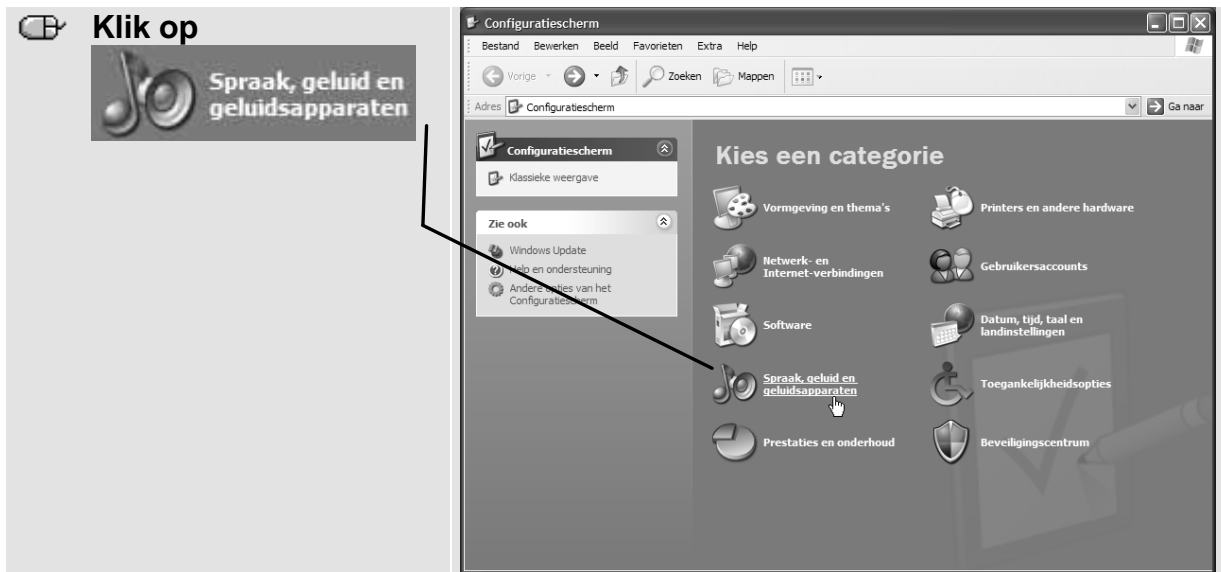 Klik op
Spraak, geluid en
geluidsapparaten
Configuratiescherm
Bestand Bewerken Beeld Favorieten Extra Help
Vorige Zoeken Mappen
Adres Configuratiescherm Ga naar
Configuratiescherm
Klassieke weergave
Zie ook
Windows Update
Help en ondersteuning
Andere opties van het
Configuratiescherm
Kies een categorie
Vormgeving en thema's
Printers en andere hardware
Netwerk- en
Internet-verbindingen
Gebruikersaccounts
Software
Datum, tijd, taal en
landinstellingen
Spraak, geluid en
geluidsapparaten
Toegankelijkheidsopties
Prestaties en onderhoud
Beveiligingscentrum